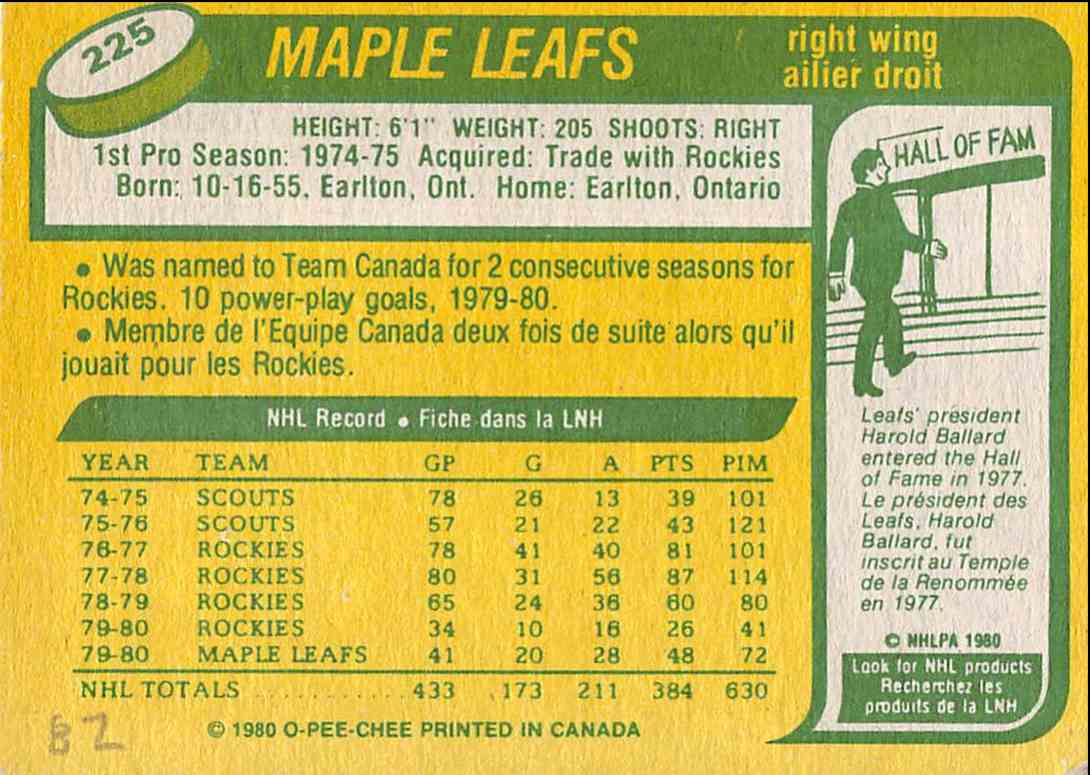 225
MAPLE LEAFS
right wing
ailier droit
HEIGHT: 6'1" WEIGHT: 205 SHOOTS: RIGHT
1st Pro Season: 1974-75 Acquired: Trade with Rockies
Born: 10-16-55, Earlton, Ont. Home: Earlton, Ontario
• Was named to Team Canada for 2 consecutive seasons for
Rockies. 10 power-play goals, 1979-80.
• Membre de l'Equipe Canada deux fois de suite alors qu'il
jouait pour les Rockies.
NHL Record • Fiche dans la LNH
YEAR TEAM GP G A PTS PIM
74-75 SCOUTS 78 26 13 39 101
75-76 SCOUTS 57 21 22 43 121
76-77 ROCKIES 78 41 40 81 101
77-78 ROCKIES 80 31 56 87 114
78-79 ROCKIES 65 24 36 60 80
79-80 ROCKIES 34 10 16 26 41
79-80 MAPLE LEAFS 41 20 28 48 72
NHL TOTALS .......... 433 173 211 384 630
© 1980 O-PEE-CHEE PRINTED IN CANADA
HALL OF FAM
Leafs' president
Harold Ballard
entered the Hall
of Fame in 1977.
Le président des
Leafs, Harold
Ballard, fut
inscrit au Temple
de la Renommée
en 1977.
© NHLPA 1980
Look for NHL products
Recherchez les
produits de la LNH